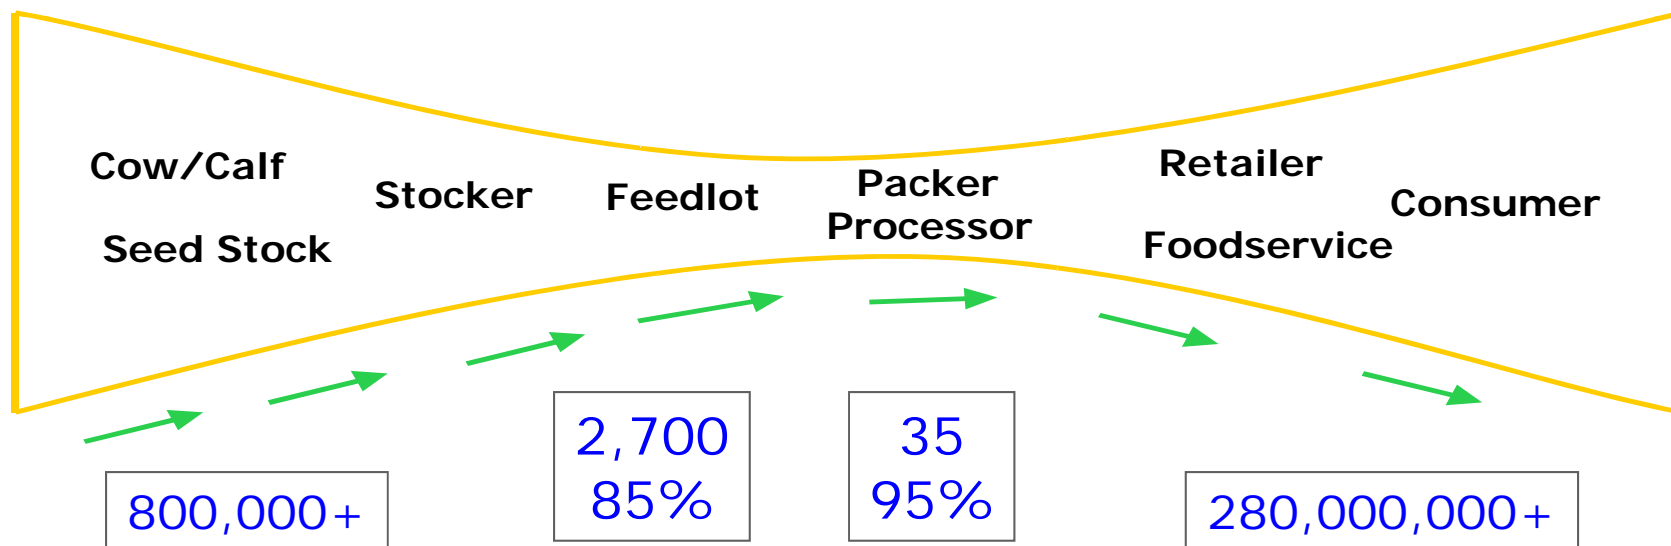 Cow/Calf
Seed Stock
Stocker
Feedlot
Packer
Processor
Retailer
Foodservice
Consumer
800,000+
2,700
85%
35
95%
280,000,000+